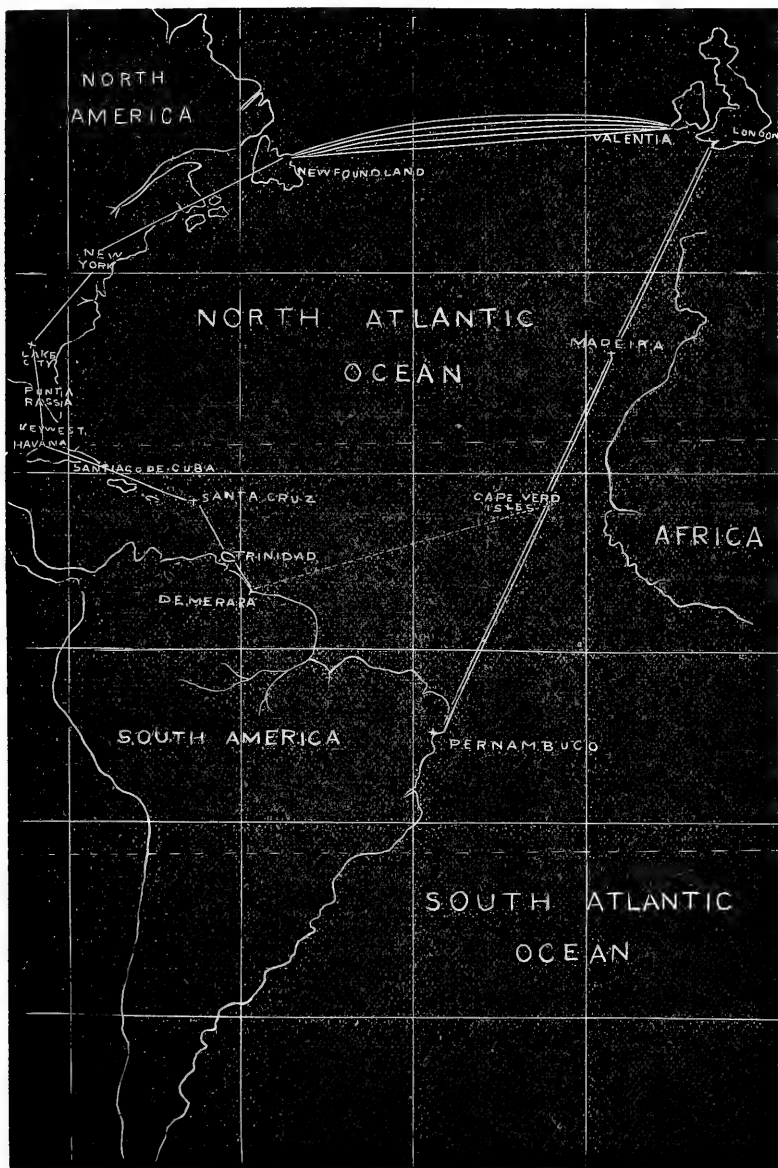 NORTH
AMERICA
VALENTIA
LONDON
NEWFOUNDLAND
NEW
YORK
NORTH ATLANTIC
OCEAN
MADEIRA
LAKE
CITY
PUNTA
RASSA
KEYWEST
HAVANA
SANTIAGO-DE-CUBA
SANTA CRUZ
CAPE VERD
ISLES
AFRICA
TRINIDAD
DEMERARA
SOUTH AMERICA
PERNAMBUCO
SOUTH ATLANTIC
OCEAN